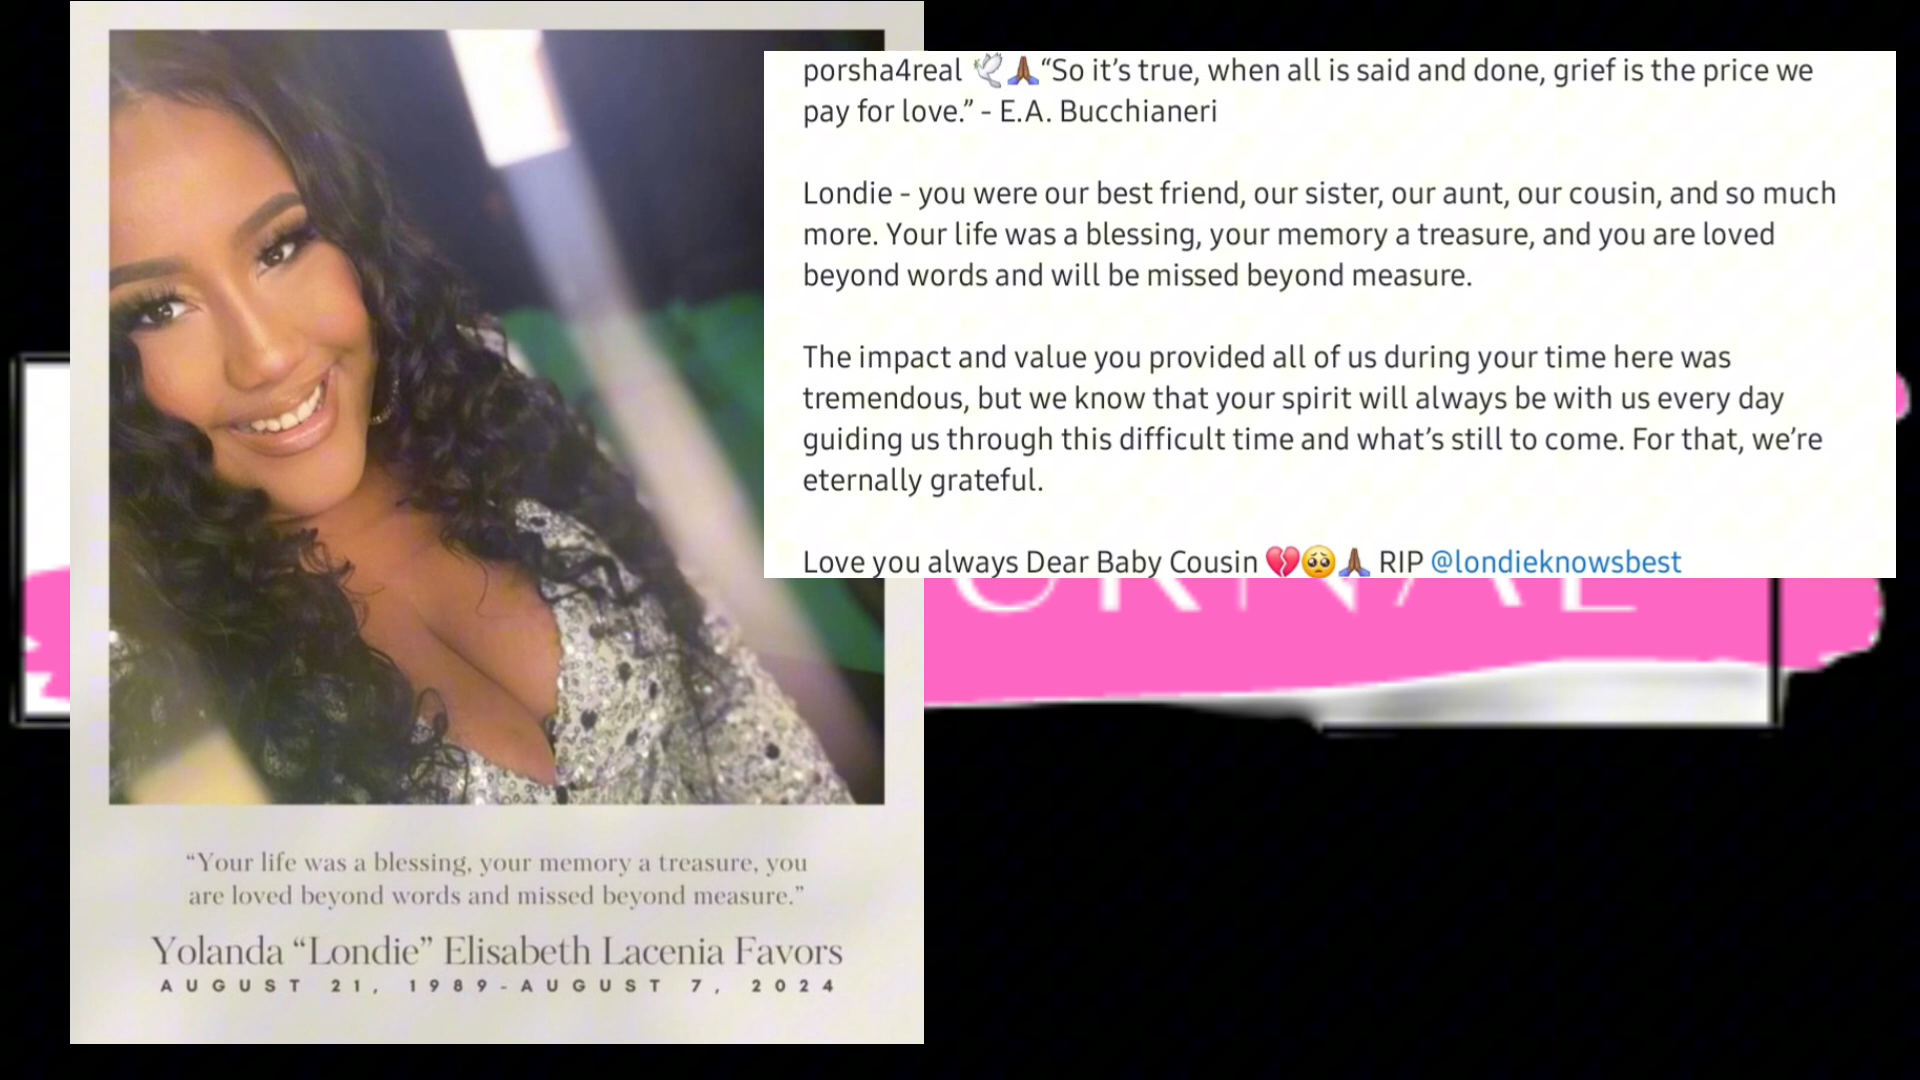 porsha4real 🕊️🙏🏾“So it’s true, when all is said and done, grief is the price we
pay for love.” - E.A. Bucchianeri
Londie - you were our best friend, our sister, our aunt, our cousin, and so much
more. Your life was a blessing, your memory a treasure, and you are loved
beyond words and will be missed beyond measure.
The impact and value you provided all of us during your time here was
tremendous, but we know that your spirit will always be with us every day
guiding us through this difficult time and what’s still to come. For that, we’re
eternally grateful.
Love you always Dear Baby Cousin 💔🥺🙏🏾 RIP @londieknowsbest
“Your life was a blessing, your memory a treasure, you
are loved beyond words and missed beyond measure.”
Yolanda “Londie” Elisabeth Lacenia Favors
AUGUST 21, 1989-AUGUST 7, 2024